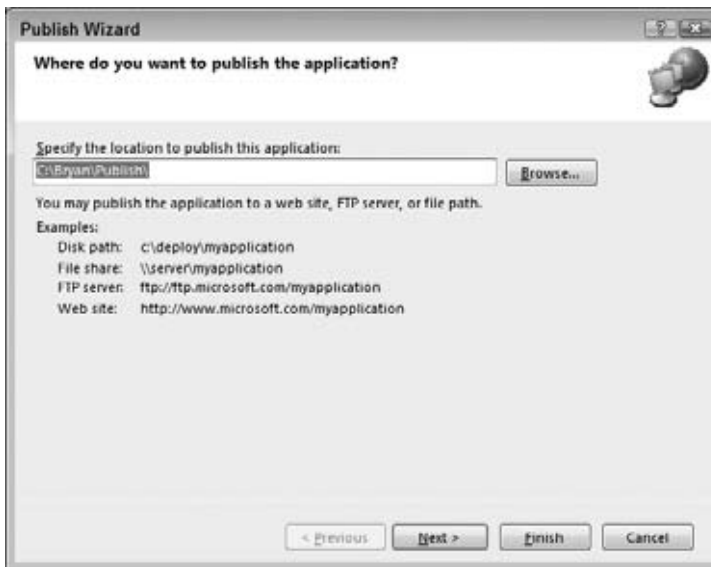 Publish Wizard
Where do you want to publish the application?
Specify the location to publish this application:
C:\Bryan\Publish\
Browse...
You may publish the application to a web site, FTP server, or file path.
Examples:
Disk path: c:\deploy\myapplication
File share: \\server\myapplication
FTP server: ftp://ftp.microsoft.com/myapplication
Web site: http://www.microsoft.com/myapplication
< Previous Next > Finish Cancel